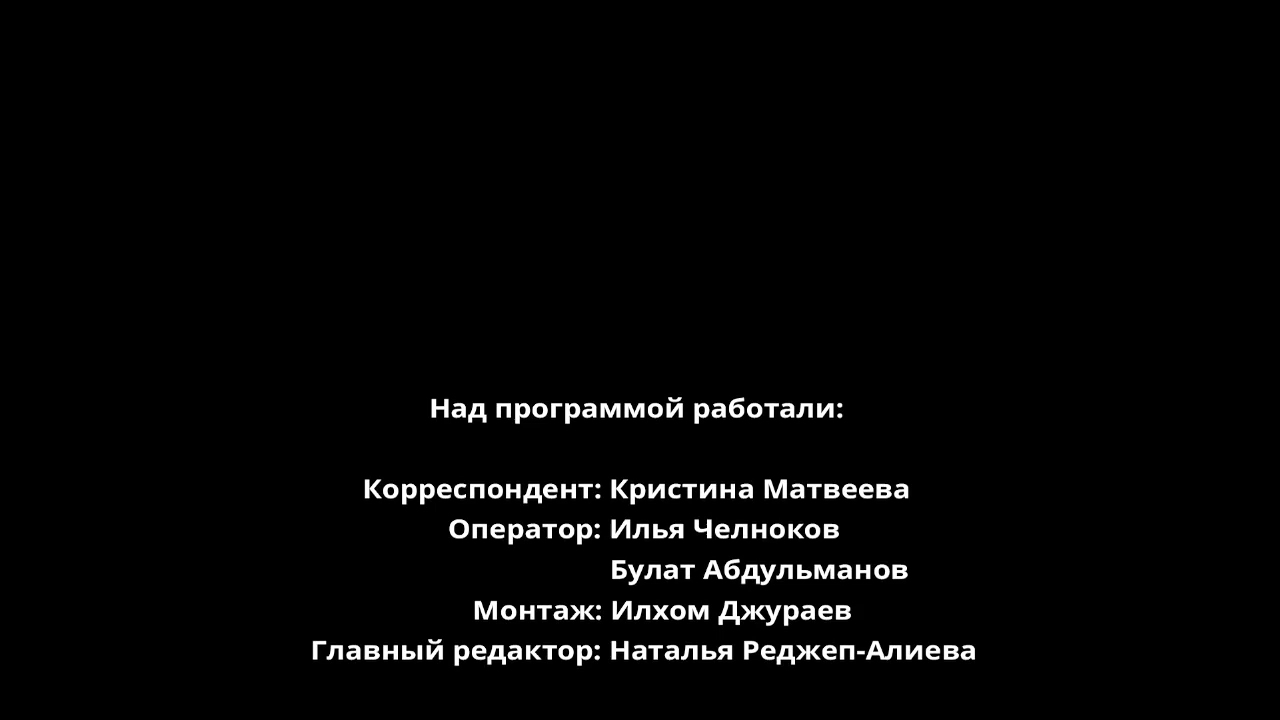 Над программой работали:
Корреспондент: Кристина Матвеева
Оператор: Илья Челноков
Булат Абдульманов
Монтаж: Илхом Джураев
Главный редактор: Наталья Реджеп-Алиева